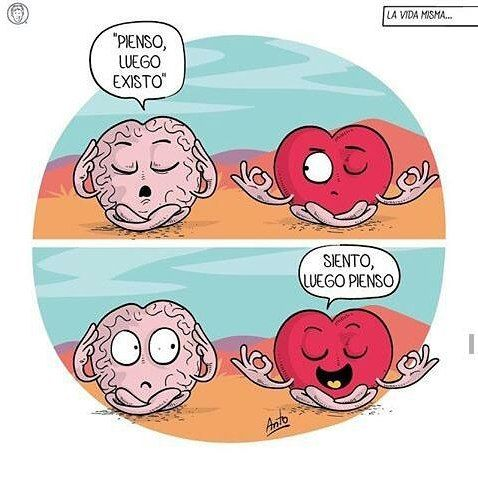 LA VIDA MISMA...
"PIENSO,
LUEGO
EXISTO"
SIENTO,
LUEGO PIENSO
Anto